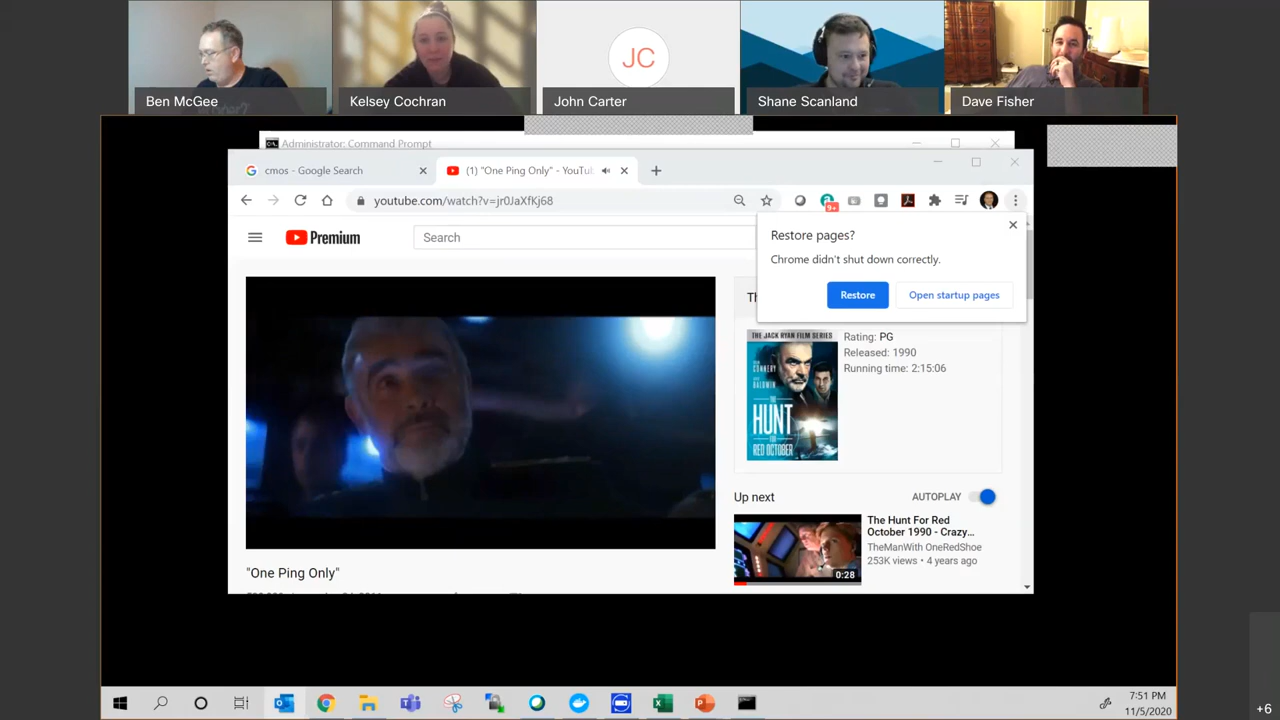 Ben McGee
Kelsey Cochran
JC
John Carter
Shane Scanland
Dave Fisher
Administrator: Command Prompt
cmos - Google Search
(1) "One Ping Only" - YouTu
youtube.com/watch?v=jr0JaXfKj68
9+
Premium
Search
Restore pages?
Chrome didn't shut down correctly.
Restore
Open startup pages
Th
THE JACK RYAN FILM SERIES
CONNERY
BALDWIN
THE
HUNT
FOR
RED OCTOBER
Rating: PG
Released: 1990
Running time: 2:15:06
Up next
AUTOPLAY
The Hunt For Red
October 1990 - Crazy...
TheManWith OneRedShoe
253K views • 4 years ago
0:28
"One Ping Only"
7:51 PM
11/5/2020
+6